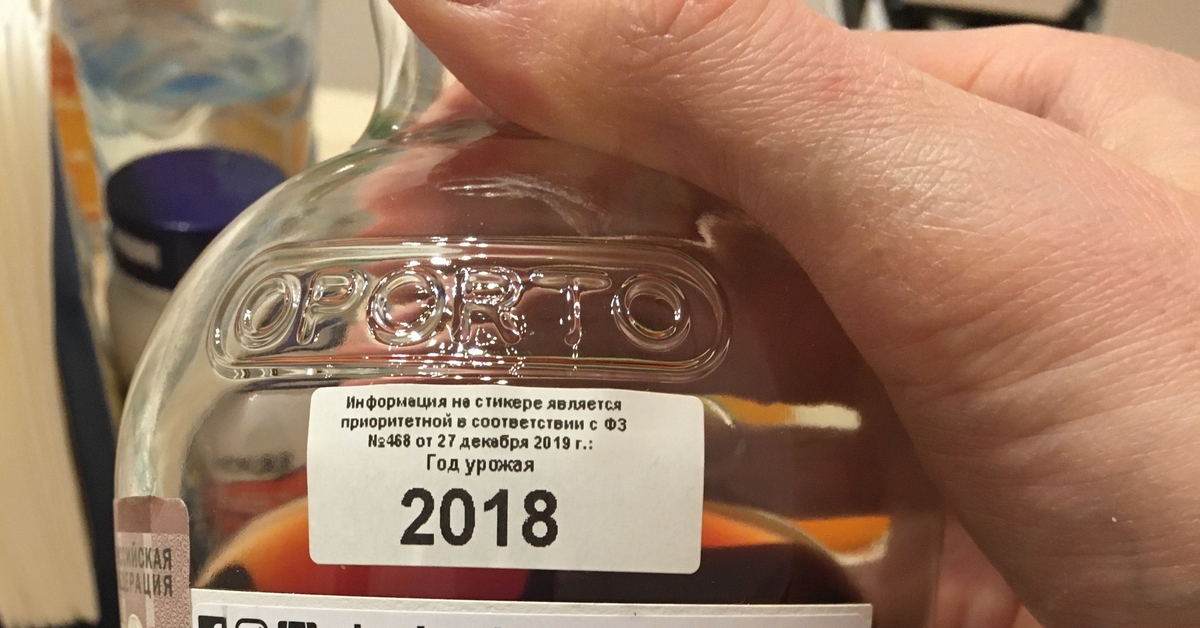 OPORTO
Информация на стикере является
приоритетной в соответствии с ФЗ
№468 от 27 декабря 2019 г.:
Год урожая
2018